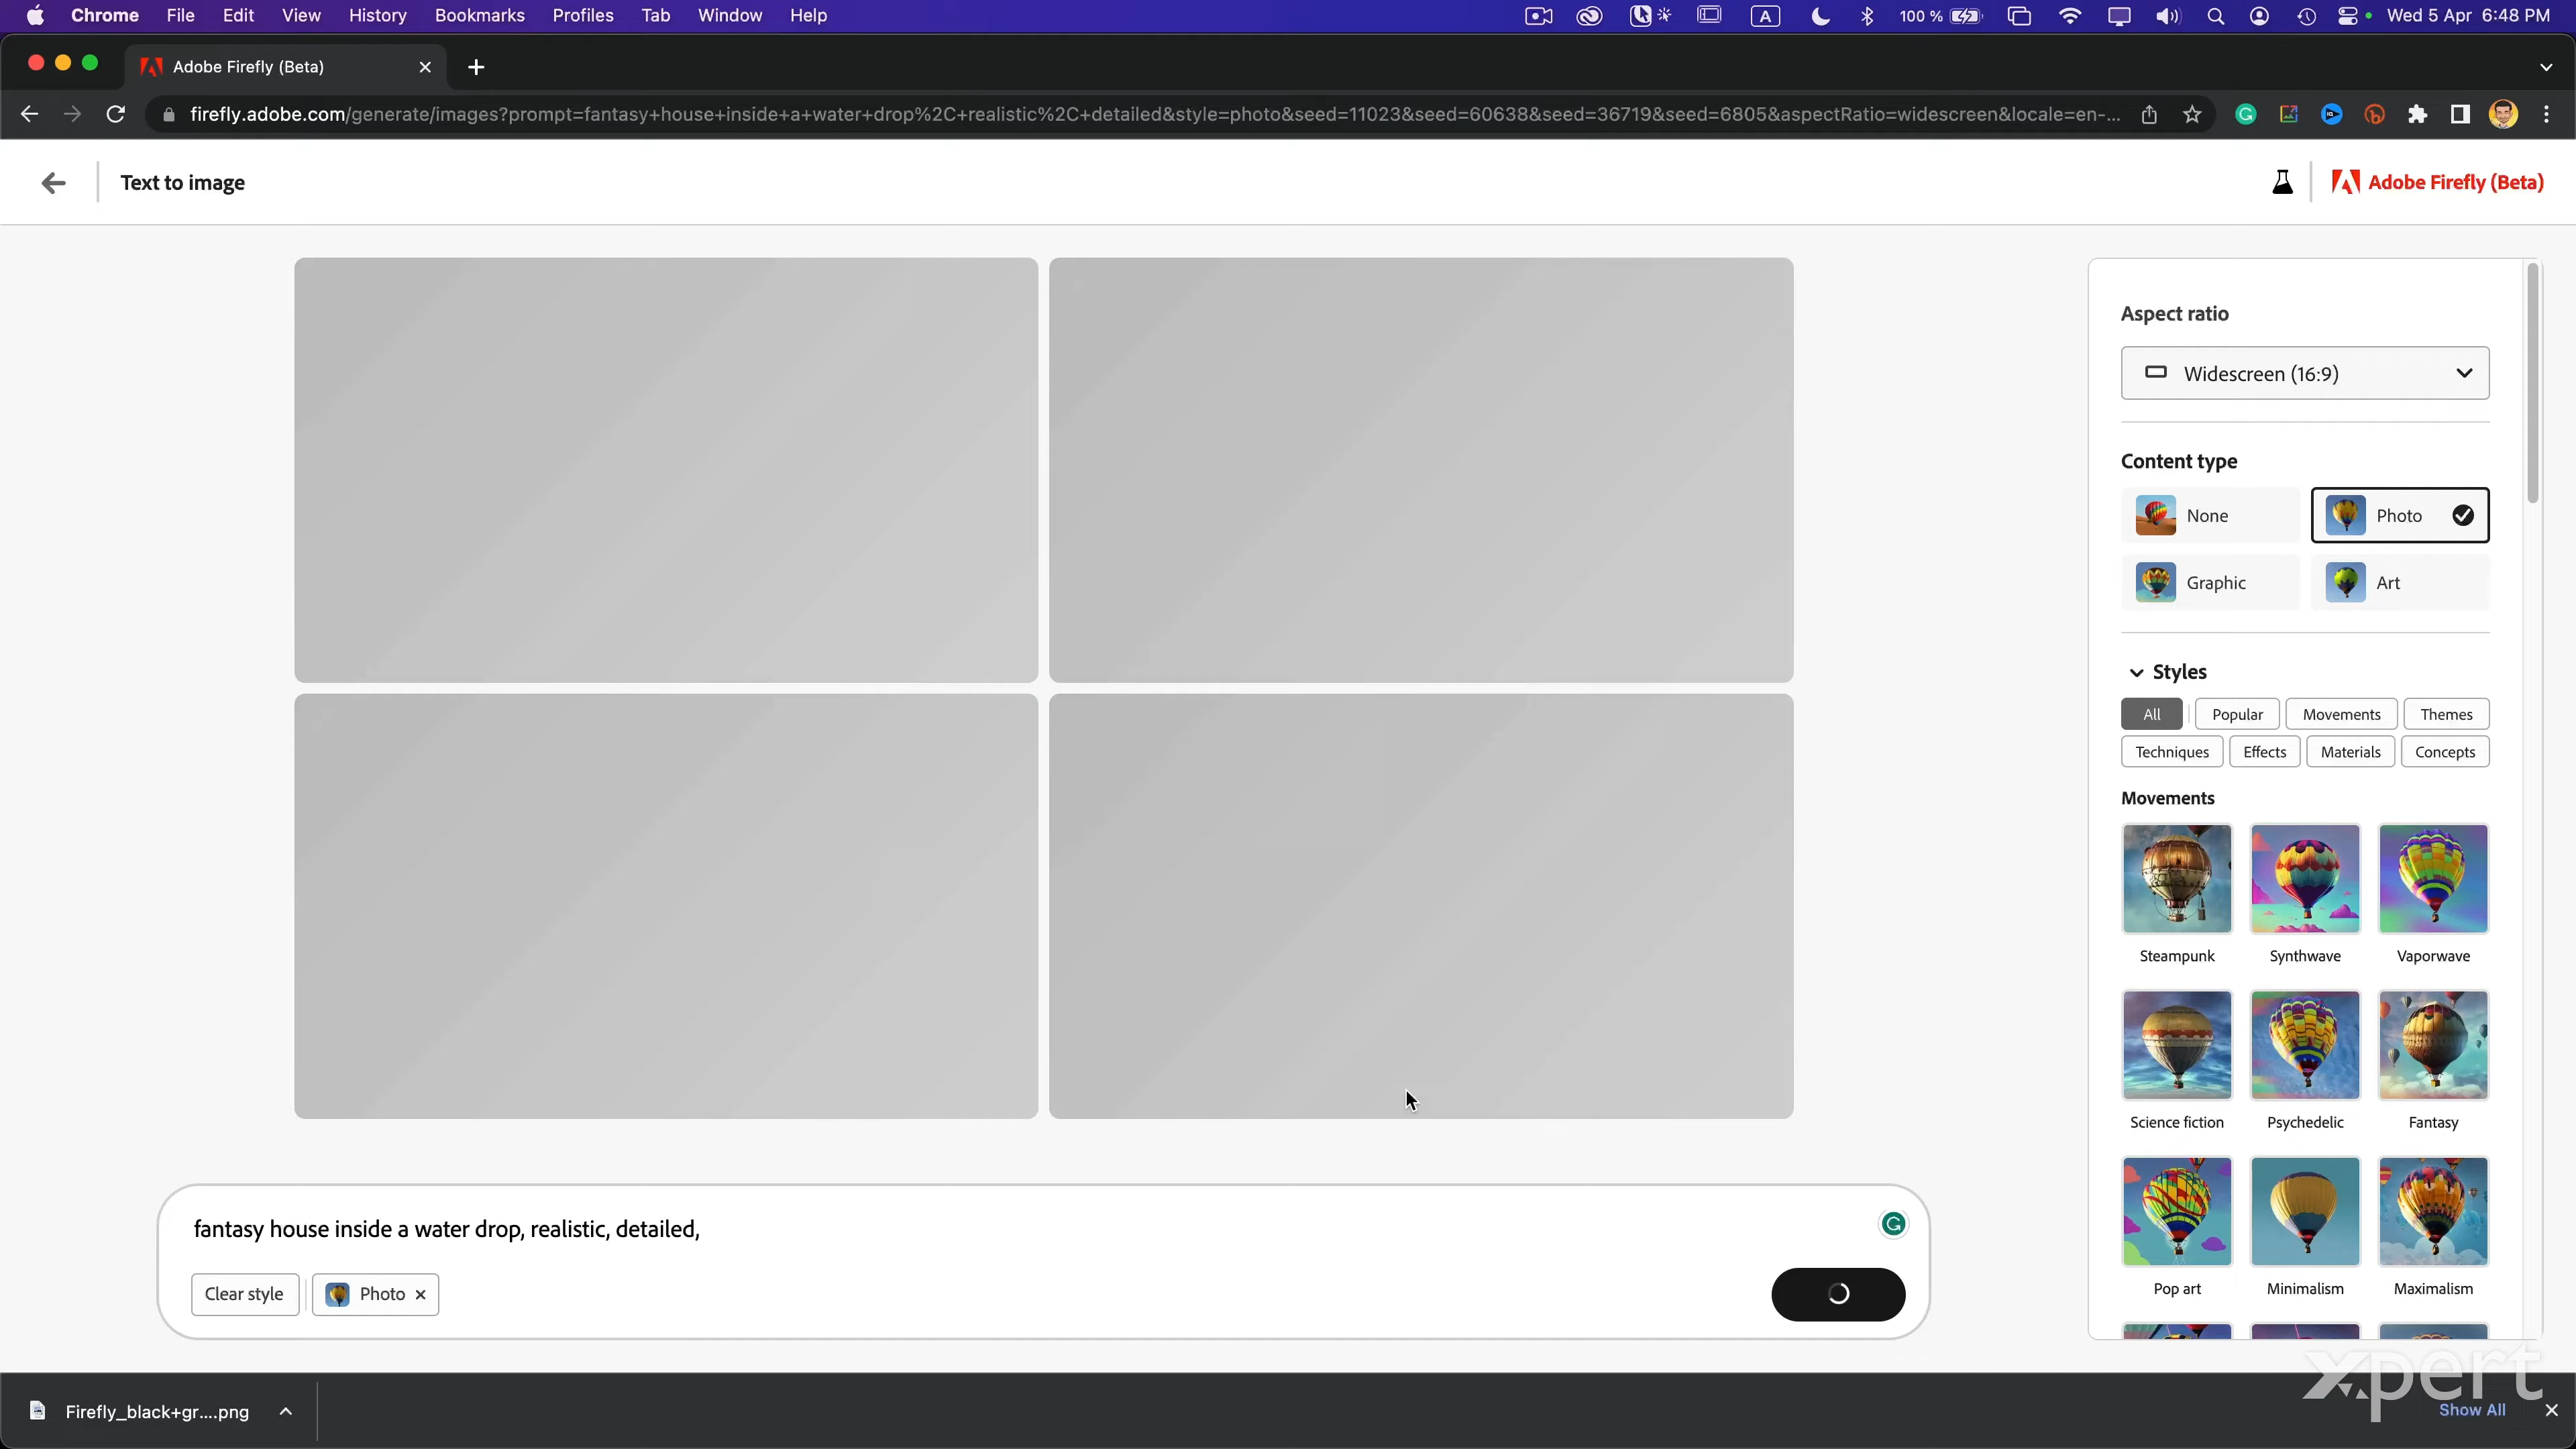 Chrome File Edit View History Bookmarks Profiles Tab Window Help
A 100 % Wed 5 Apr 6:48 PM
Adobe Firefly (Beta)
firefly.adobe.com/generate/images?prompt=fantasy+house+inside+a+water+drop%2C+realistic%2C+detailed&style=photo&seed=11023&seed=60638&seed=36719&seed=6805&aspectRatio=widescreen&locale=en-...
Text to image
Adobe Firefly (Beta)
Aspect ratio
Widescreen (16:9)
Content type
None Photo
Graphic Art
Styles
All Popular Movements Themes
Techniques Effects Materials Concepts
Movements
Steampunk Synthwave Vaporwave
Science fiction Psychedelic Fantasy
Pop art Minimalism Maximalism
fantasy house inside a water drop, realistic, detailed,
Clear style Photo
xpert
Firefly_black+gr....png
Show All